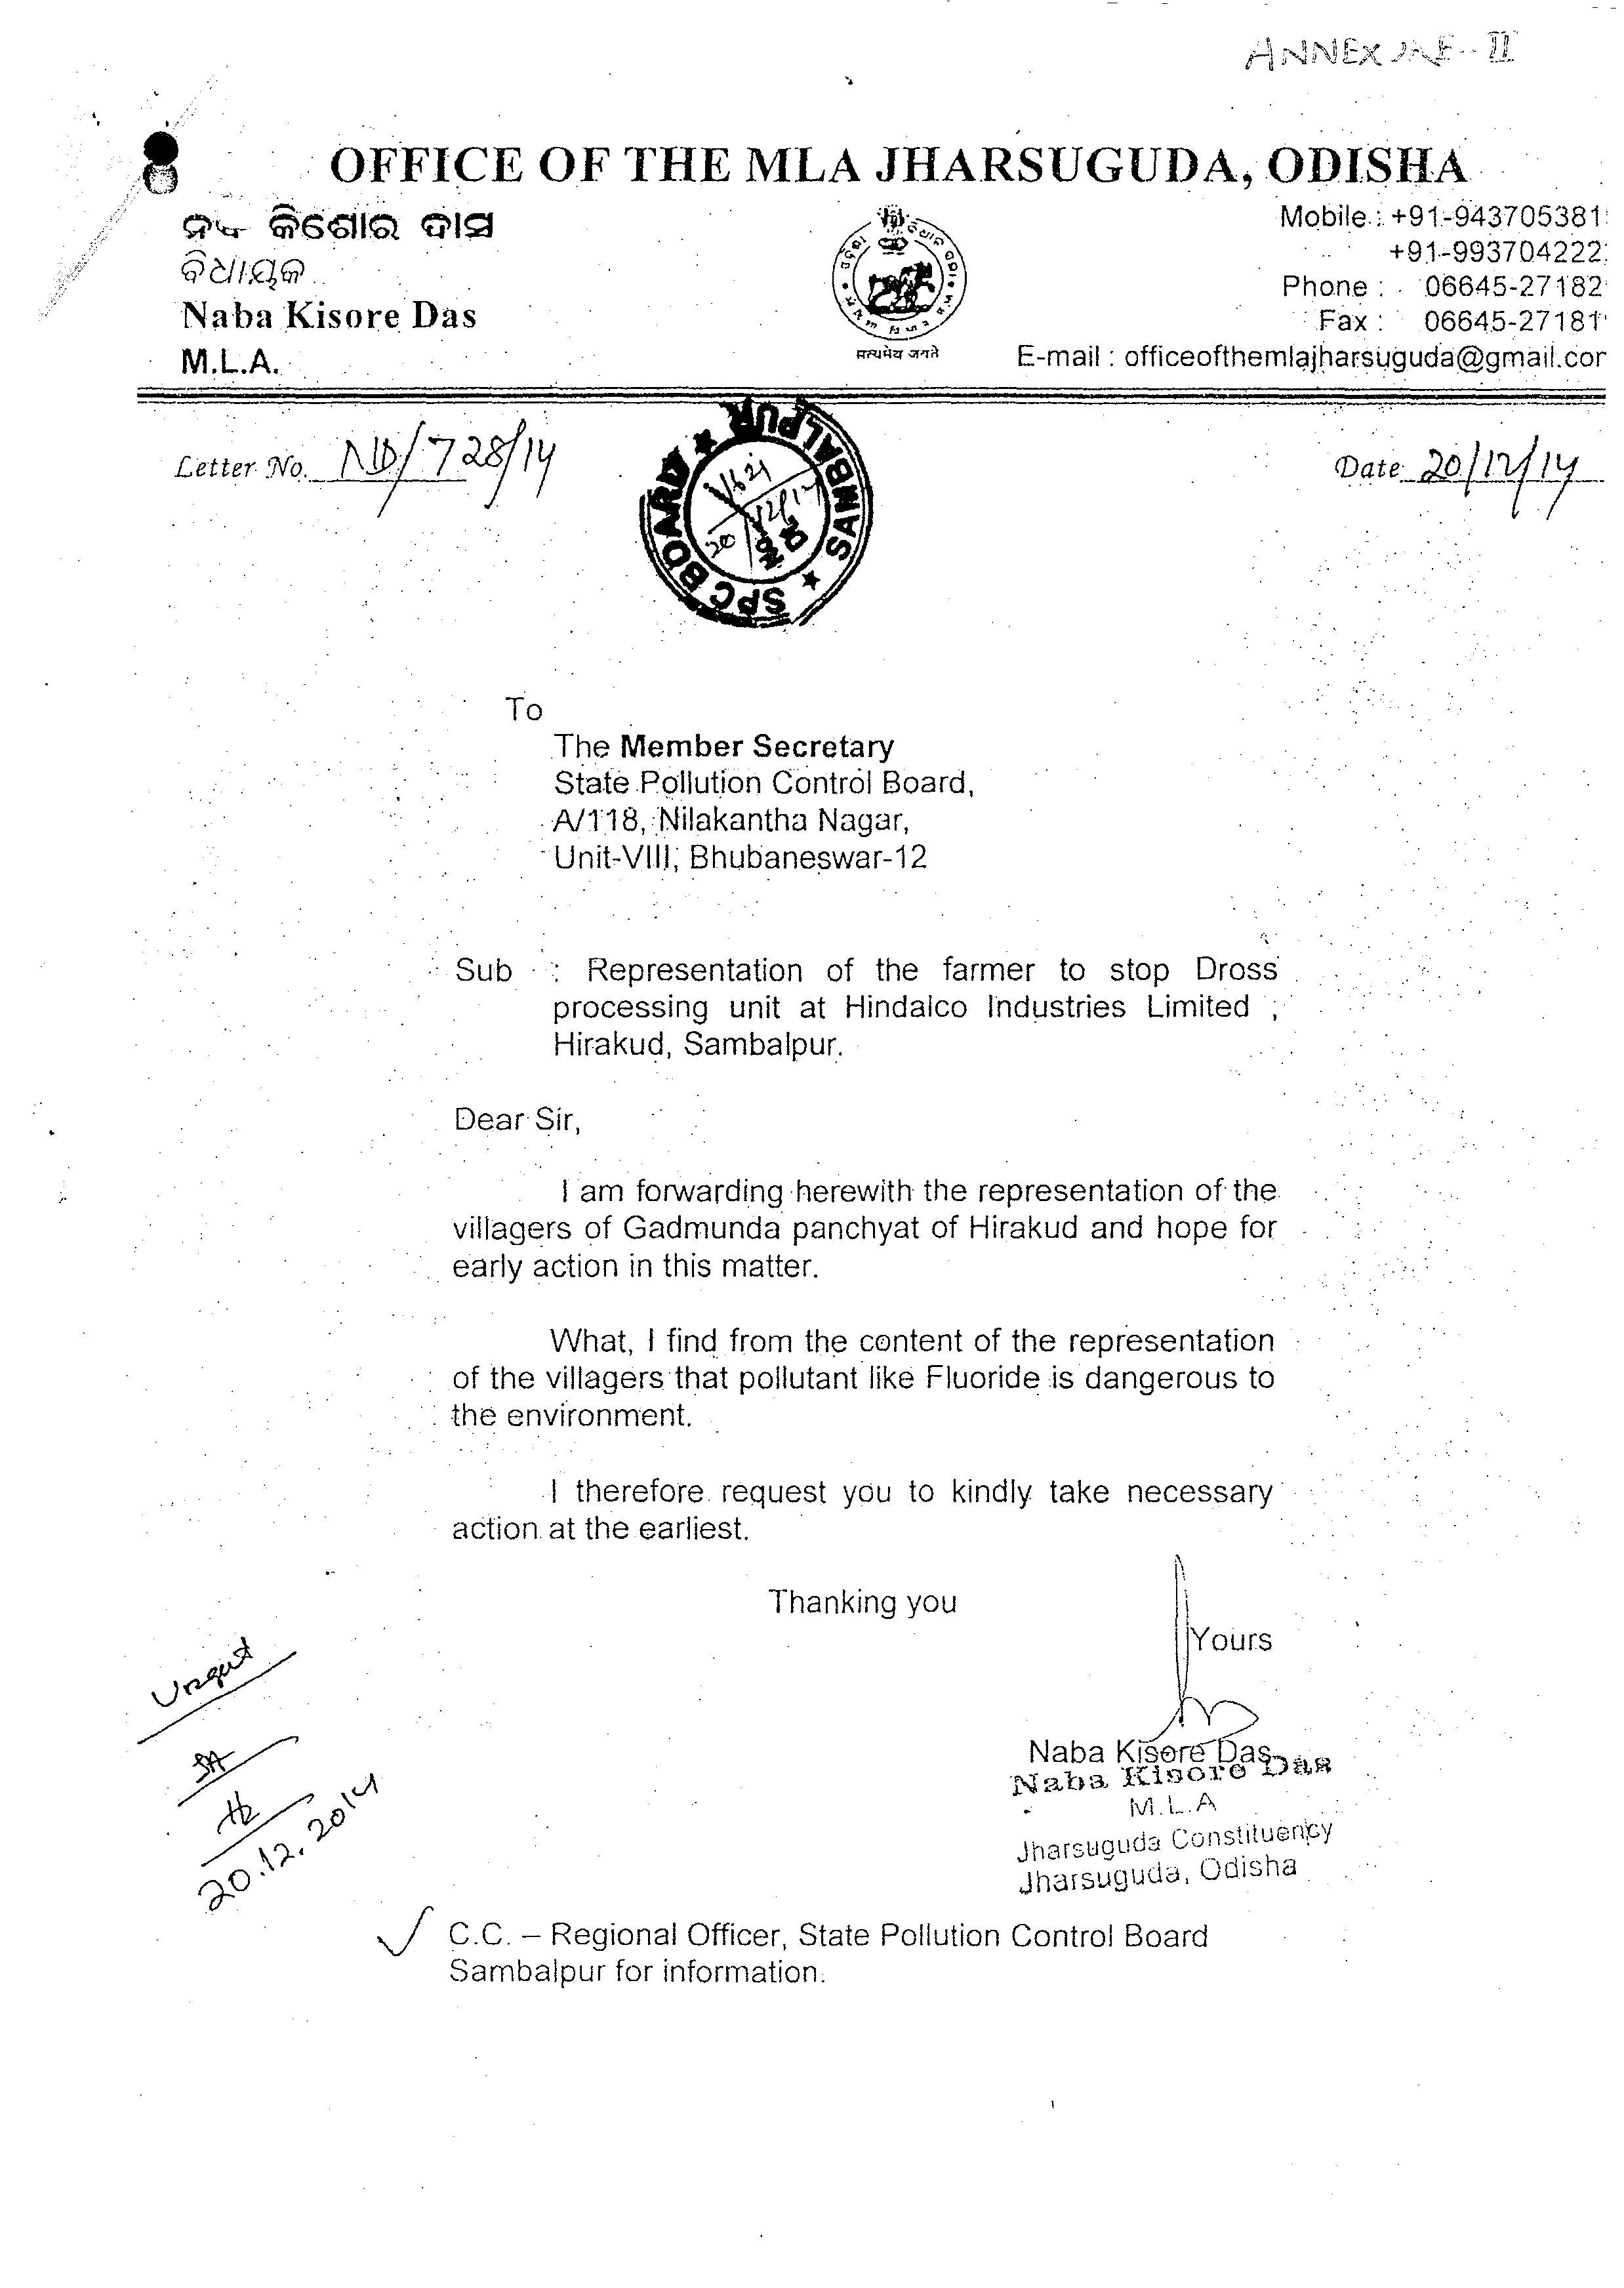 ANNEXURE-II
OFFICE OF THE MLA JHARSUGUDA, ODISHA
ନବ କିଶୋର ଦାସ
ବିଧାୟକ
Naba Kisore Das
M.L.A.
सत्यमेव जयते
Mobile : +91-943705381
+91-993704222
Phone : 06645-27182
Fax : 06645-27181
E-mail : officeofthemlajharsuguda@gmail.cor
Letter No. ND/728/14
SPC BOARD ★ SAMBALPUR ★
Date 20/12/14
To
The Member Secretary
State Pollution Control Board,
A/118, Nilakantha Nagar,
Unit-VIII, Bhubaneswar-12
Sub : Representation of the farmer to stop Dross
processing unit at Hindalco Industries Limited ,
Hirakud, Sambalpur.
Dear Sir,
I am forwarding herewith the representation of the
villagers of Gadmunda panchyat of Hirakud and hope for
early action in this matter.
What, I find from the content of the representation
of the villagers that pollutant like Fluoride is dangerous to
the environment.
I therefore request you to kindly take necessary
action at the earliest.
Thanking you
Yours
Naba Kisore Das
Naba Kisore Das
M.L.A
Jharsuguda Constituency
Jharsuguda, Odisha
Urgent
20.12.2014
C.C. – Regional Officer, State Pollution Control Board
Sambalpur for information.